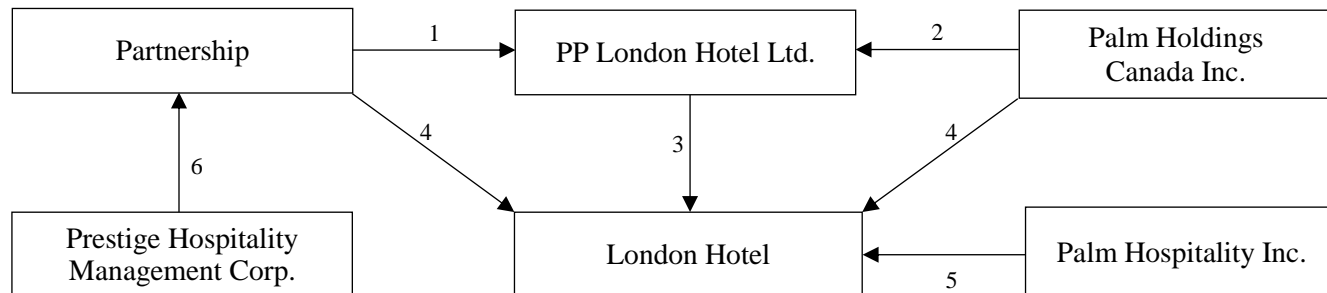 1
2
Partnership
PP London Hotel Ltd.
Palm Holdings
Canada Inc.
4
3
4
6
Prestige Hospitality
Management Corp.
London Hotel
Palm Hospitality Inc.
5